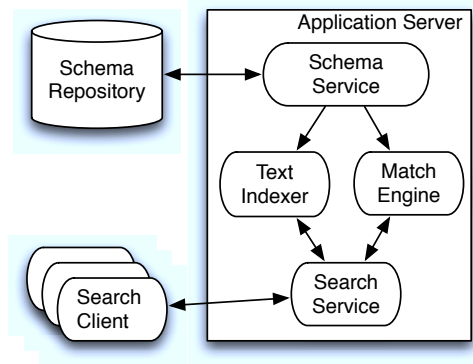 Application Server
Schema
Repository
Schema
Service
Text
Indexer
Match
Engine
Search
Client
Search
Service